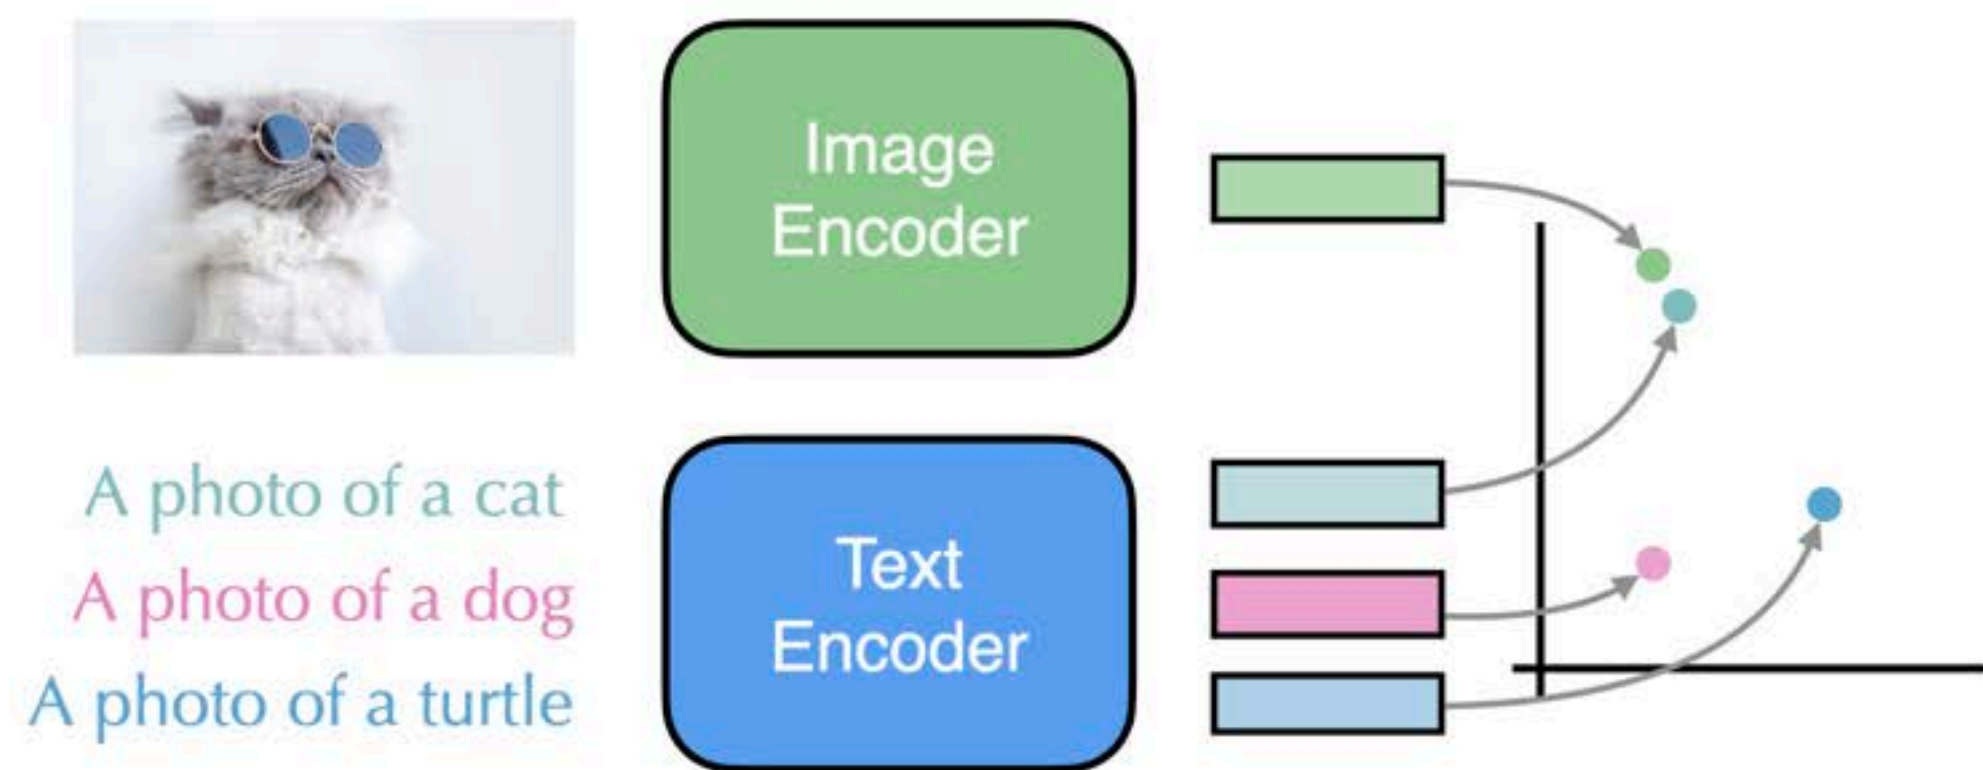 Image
Encoder
A photo of a cat
A photo of a dog
A photo of a turtle
Text
Encoder